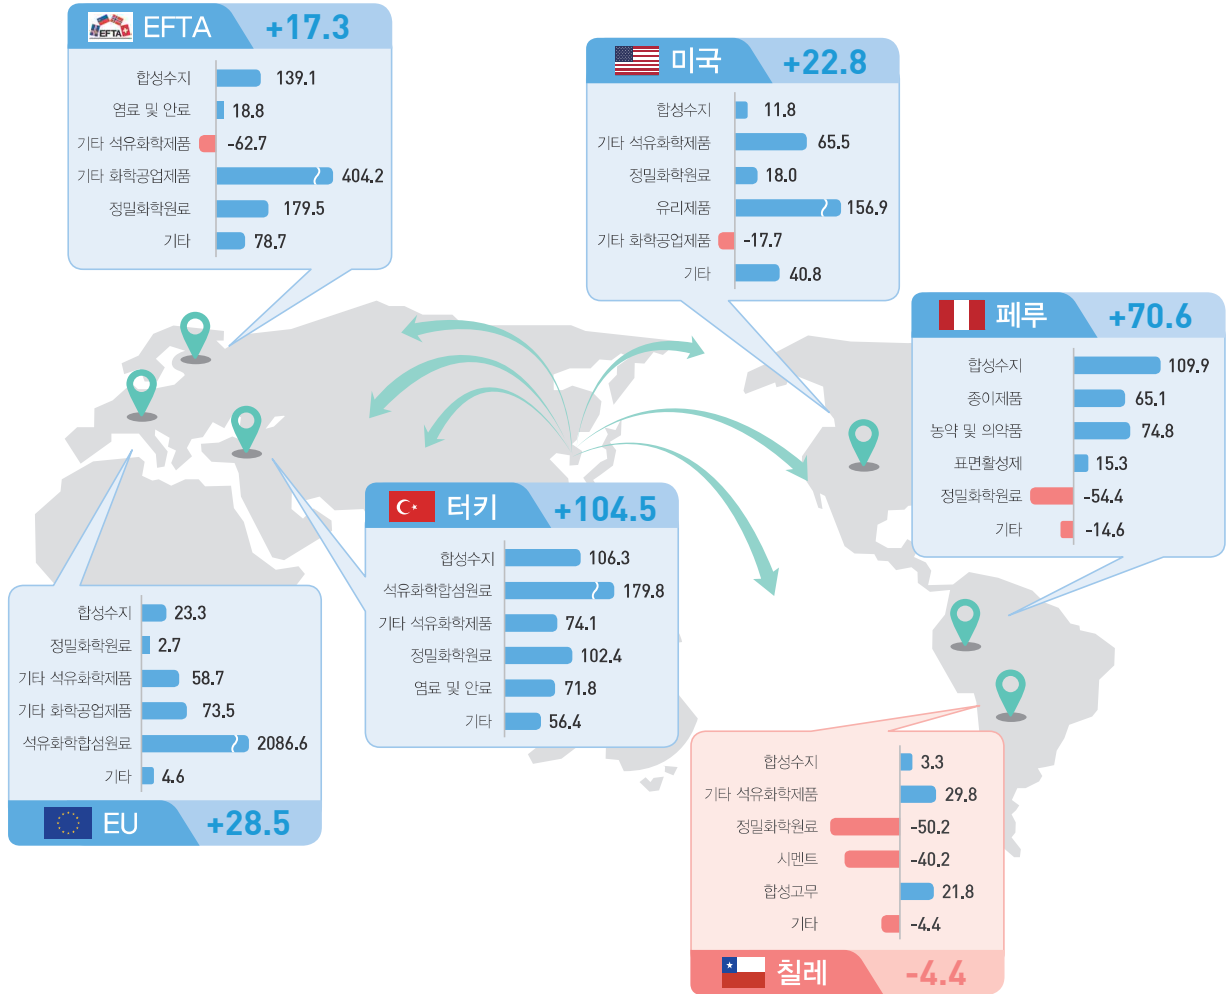 EFTA EFTA +17.3
합성수지 139.1
염료 및 안료 18.8
기타 석유화학제품 -62.7
기타 화학공업제품 404.2
정밀화학원료 179.5
기타 78.7
미국 +22.8
합성수지 11.8
기타 석유화학제품 65.5
정밀화학원료 18.0
유리제품 156.9
기타 화학공업제품 -17.7
기타 40.8
페루 +70.6
합성수지 109.9
종이제품 65.1
농약 및 의약품 74.8
표면활성제 15.3
정밀화학원료 -54.4
기타 -14.6
터키 +104.5
합성수지 106.3
석유화학합섬원료 179.8
기타 석유화학제품 74.1
정밀화학원료 102.4
염료 및 안료 71.8
기타 56.4
합성수지 23.3
정밀화학원료 2.7
기타 석유화학제품 58.7
기타 화학공업제품 73.5
석유화학합섬원료 2086.6
기타 4.6
EU +28.5
합성수지 3.3
기타 석유화학제품 29.8
정밀화학원료 -50.2
시멘트 -40.2
합성고무 21.8
기타 -4.4
칠레 -4.4